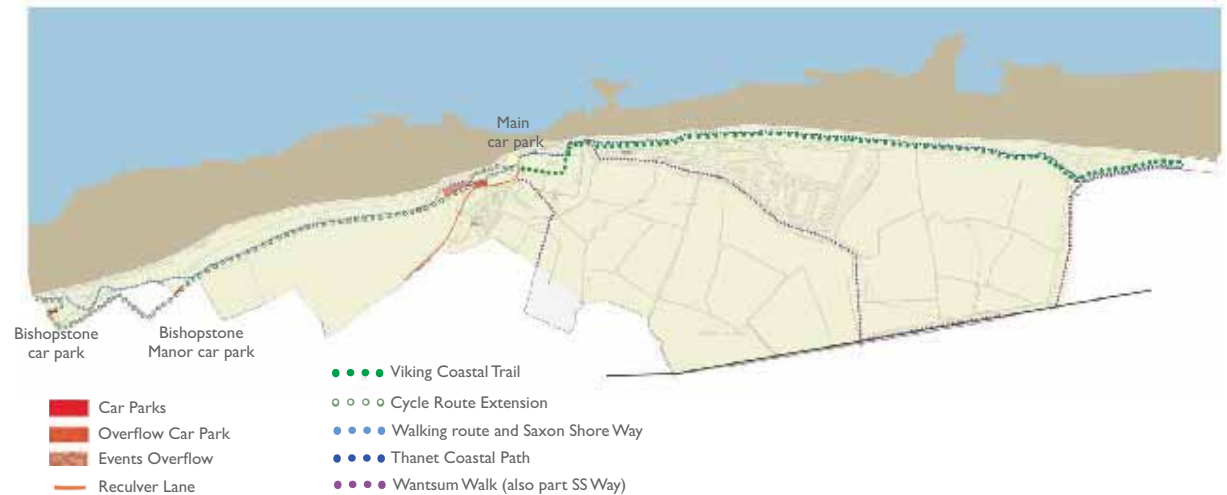 Main
car park
Bishopstone
car park
Bishopstone
Manor car park
Viking Coastal Trail
Cycle Route Extension
Walking route and Saxon Shore Way
Thanet Coastal Path
Wantsum Walk (also part SS Way)
Car Parks
Overflow Car Park
Events Overflow
Reculver Lane